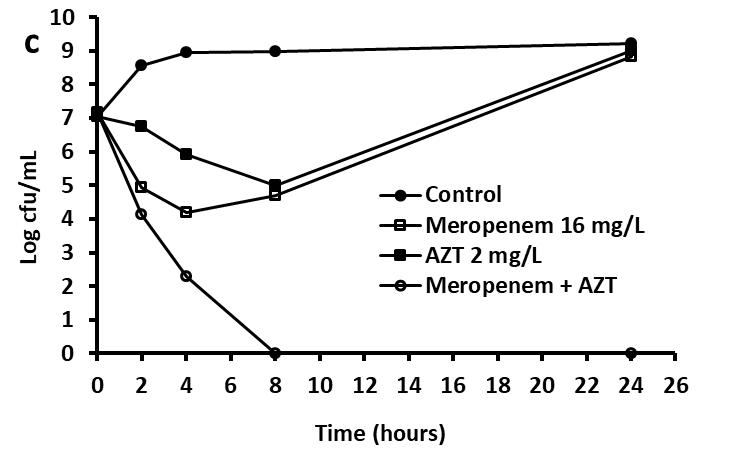 c
10
9
8
7
6
5
4
3
2
1
0
Log cfu/mL
Control
Meropenem 16 mg/L
AZT 2 mg/L
Meropenem + AZT
0 2 4 6 8 10 12 14 16 18 20 22 24 26
Time (hours)